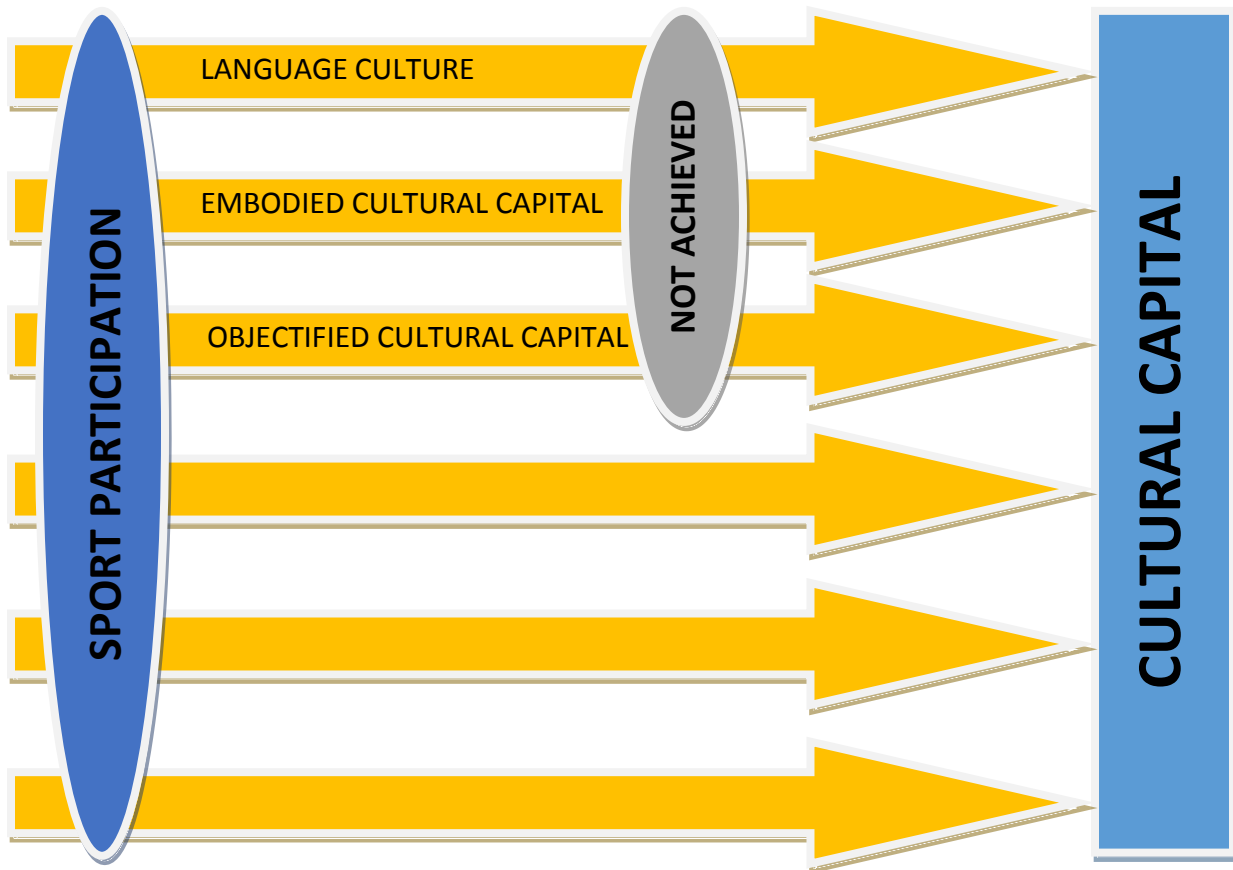 SPORT PARTICIPATION
LANGUAGE CULTURE
EMBODIED CULTURAL CAPITAL
OBJECTIFIED CULTURAL CAPITAL
NOT ACHIEVED
CULTURAL CAPITAL